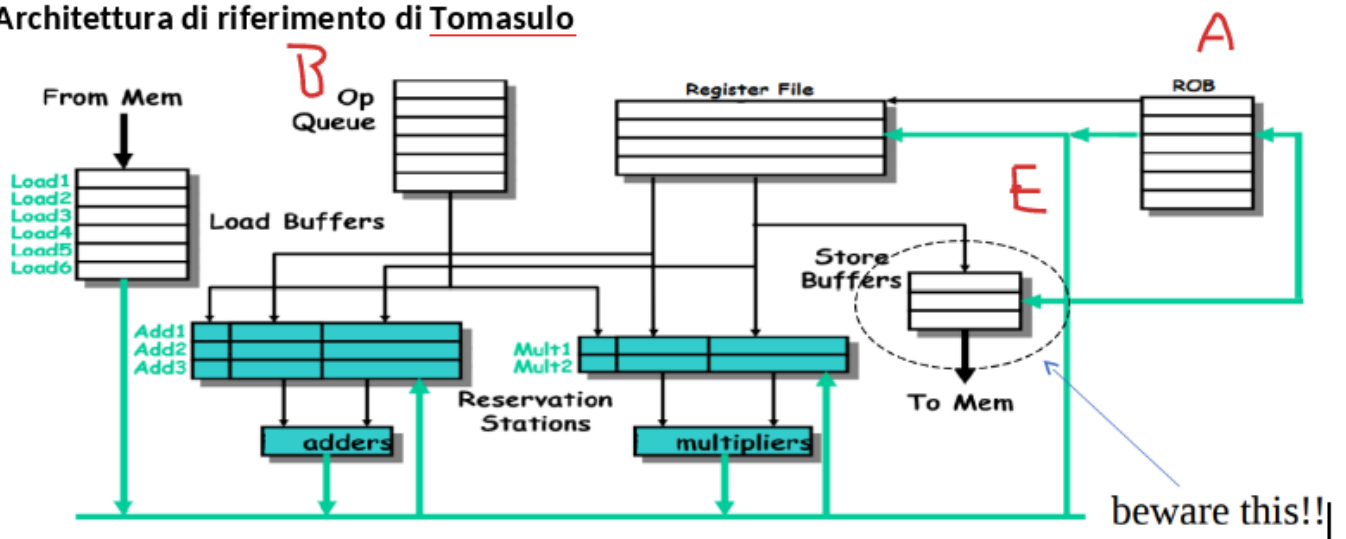 Architettura di riferimento di Tomasulo
A
B
From Mem
Op
Queue
Register File
ROB
Load1
Load2
Load3
Load4
Load5
Load6
Load Buffers
E
Store
Buffers
Add1
Add2
Add3
Mult1
Mult2
Reservation
Stations
To Mem
adders
multipliers
beware this!!